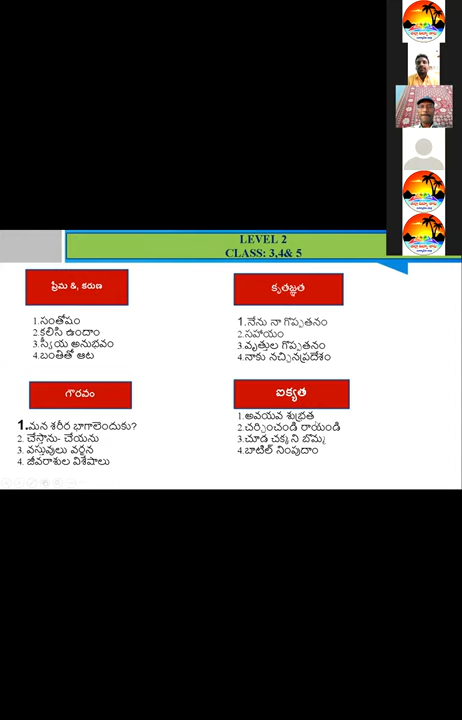 LEVEL 2
CLASS: 3,4& 5
ప్రేమ &, కరుణ
1.సంతోషం
2.కలిసి ఉందాం
3.స్వీయ అనుభవం
4.బంతితో ఆట
కృతజ్ఞత
1.నేను నా గొప్పతనం
2.సహాయం
3.వృత్తుల గొప్పతనం
4.నాకు నచ్చినప్రదేశం
గౌరవం
1.మన శరీర బాగాలెందుకు?
2. చేస్తాను- చేయను
3. వస్తువులు వర్ణన
4. జీవరాశుల విశేషాలు
ఐక్యత
1.అవయవ శుభ్రత
2.చర్చించండి రాయండి
3.చూడ చక్కని బొమ్మ
4.బాటిల్ నింపుదాం